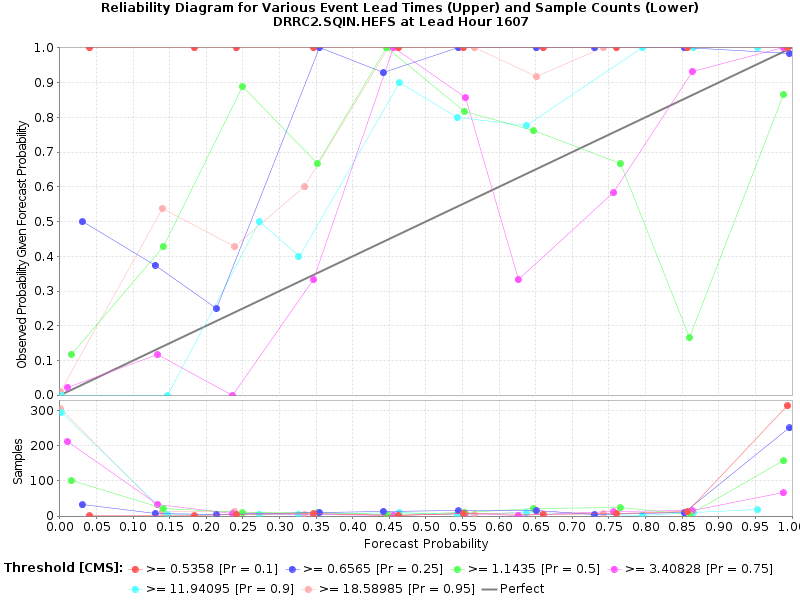 Reliability Diagram for Various Event Lead Times (Upper) and Sample Counts (Lower)
DRRC2.SQIN.HEFS at Lead Hour 1607
Observed Probability Given Forecast Probability
1.0
0.9
0.8
0.7
0.6
0.5
0.4
0.3
0.2
0.1
0.0
Samples
300
200
100
0
0.00 0.05 0.10 0.15 0.20 0.25 0.30 0.35 0.40 0.45 0.50 0.55 0.60 0.65 0.70 0.75 0.80 0.85 0.90 0.95 1.0
Forecast Probability
Threshold [CMS]: >= 0.5358 [Pr = 0.1] >= 0.6565 [Pr = 0.25] >= 1.1435 [Pr = 0.5] >= 3.40828 [Pr = 0.75]
>= 11.94095 [Pr = 0.9] >= 18.58985 [Pr = 0.95] Perfect